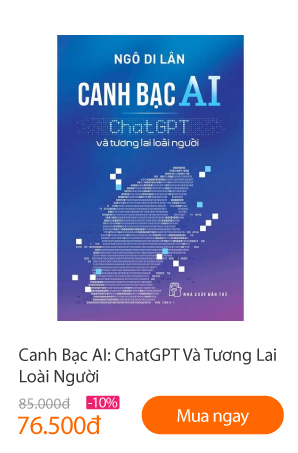 NGÔ DI LÂN
CANH BẠC AI
ChatGPT
và tương lai loài người
NHÀ XUẤT BẢN TRẺ
Canh Bạc AI: ChatGPT Và Tương Lai
Loài Người
85.000đ -10%
76.500đ
Mua ngay